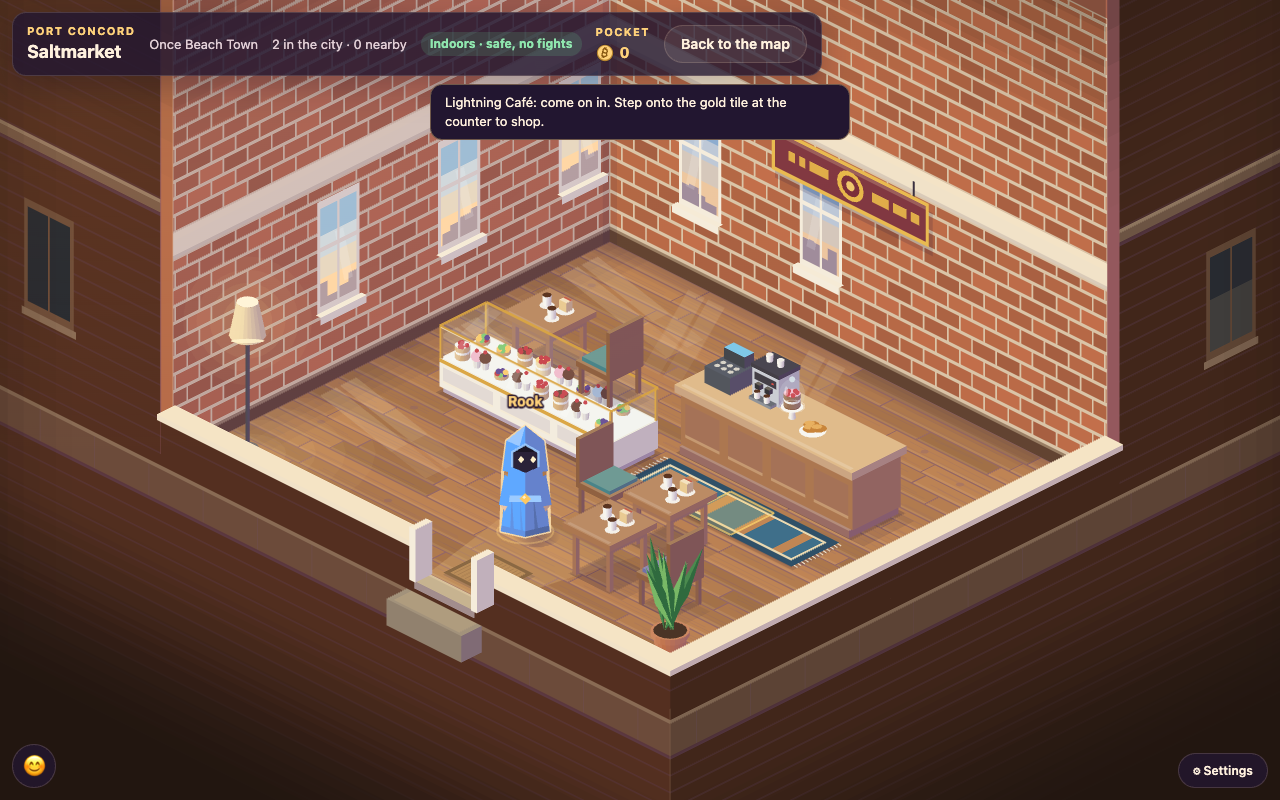 PORT CONCORD
Saltmarket
Once Beach Town
2 in the city · 0 nearby
Indoors · safe, no fights
POCKET
0
Back to the map
Lightning Café: come on in. Step onto the gold tile at the
counter to shop.
Rook
Settings